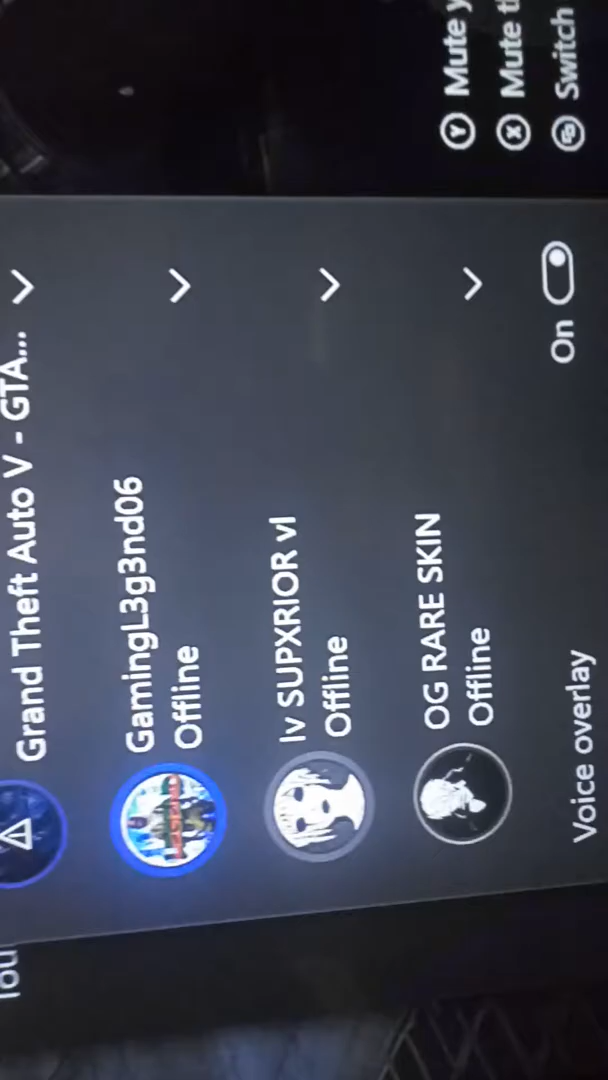 Grand Theft Auto V - GTA...
GamingL3g3nd06
Offline
lv SUPXRIOR vl
Offline
OG RARE SKIN
Offline
Voice overlay
On
Y Mute y
X Mute t
Switch